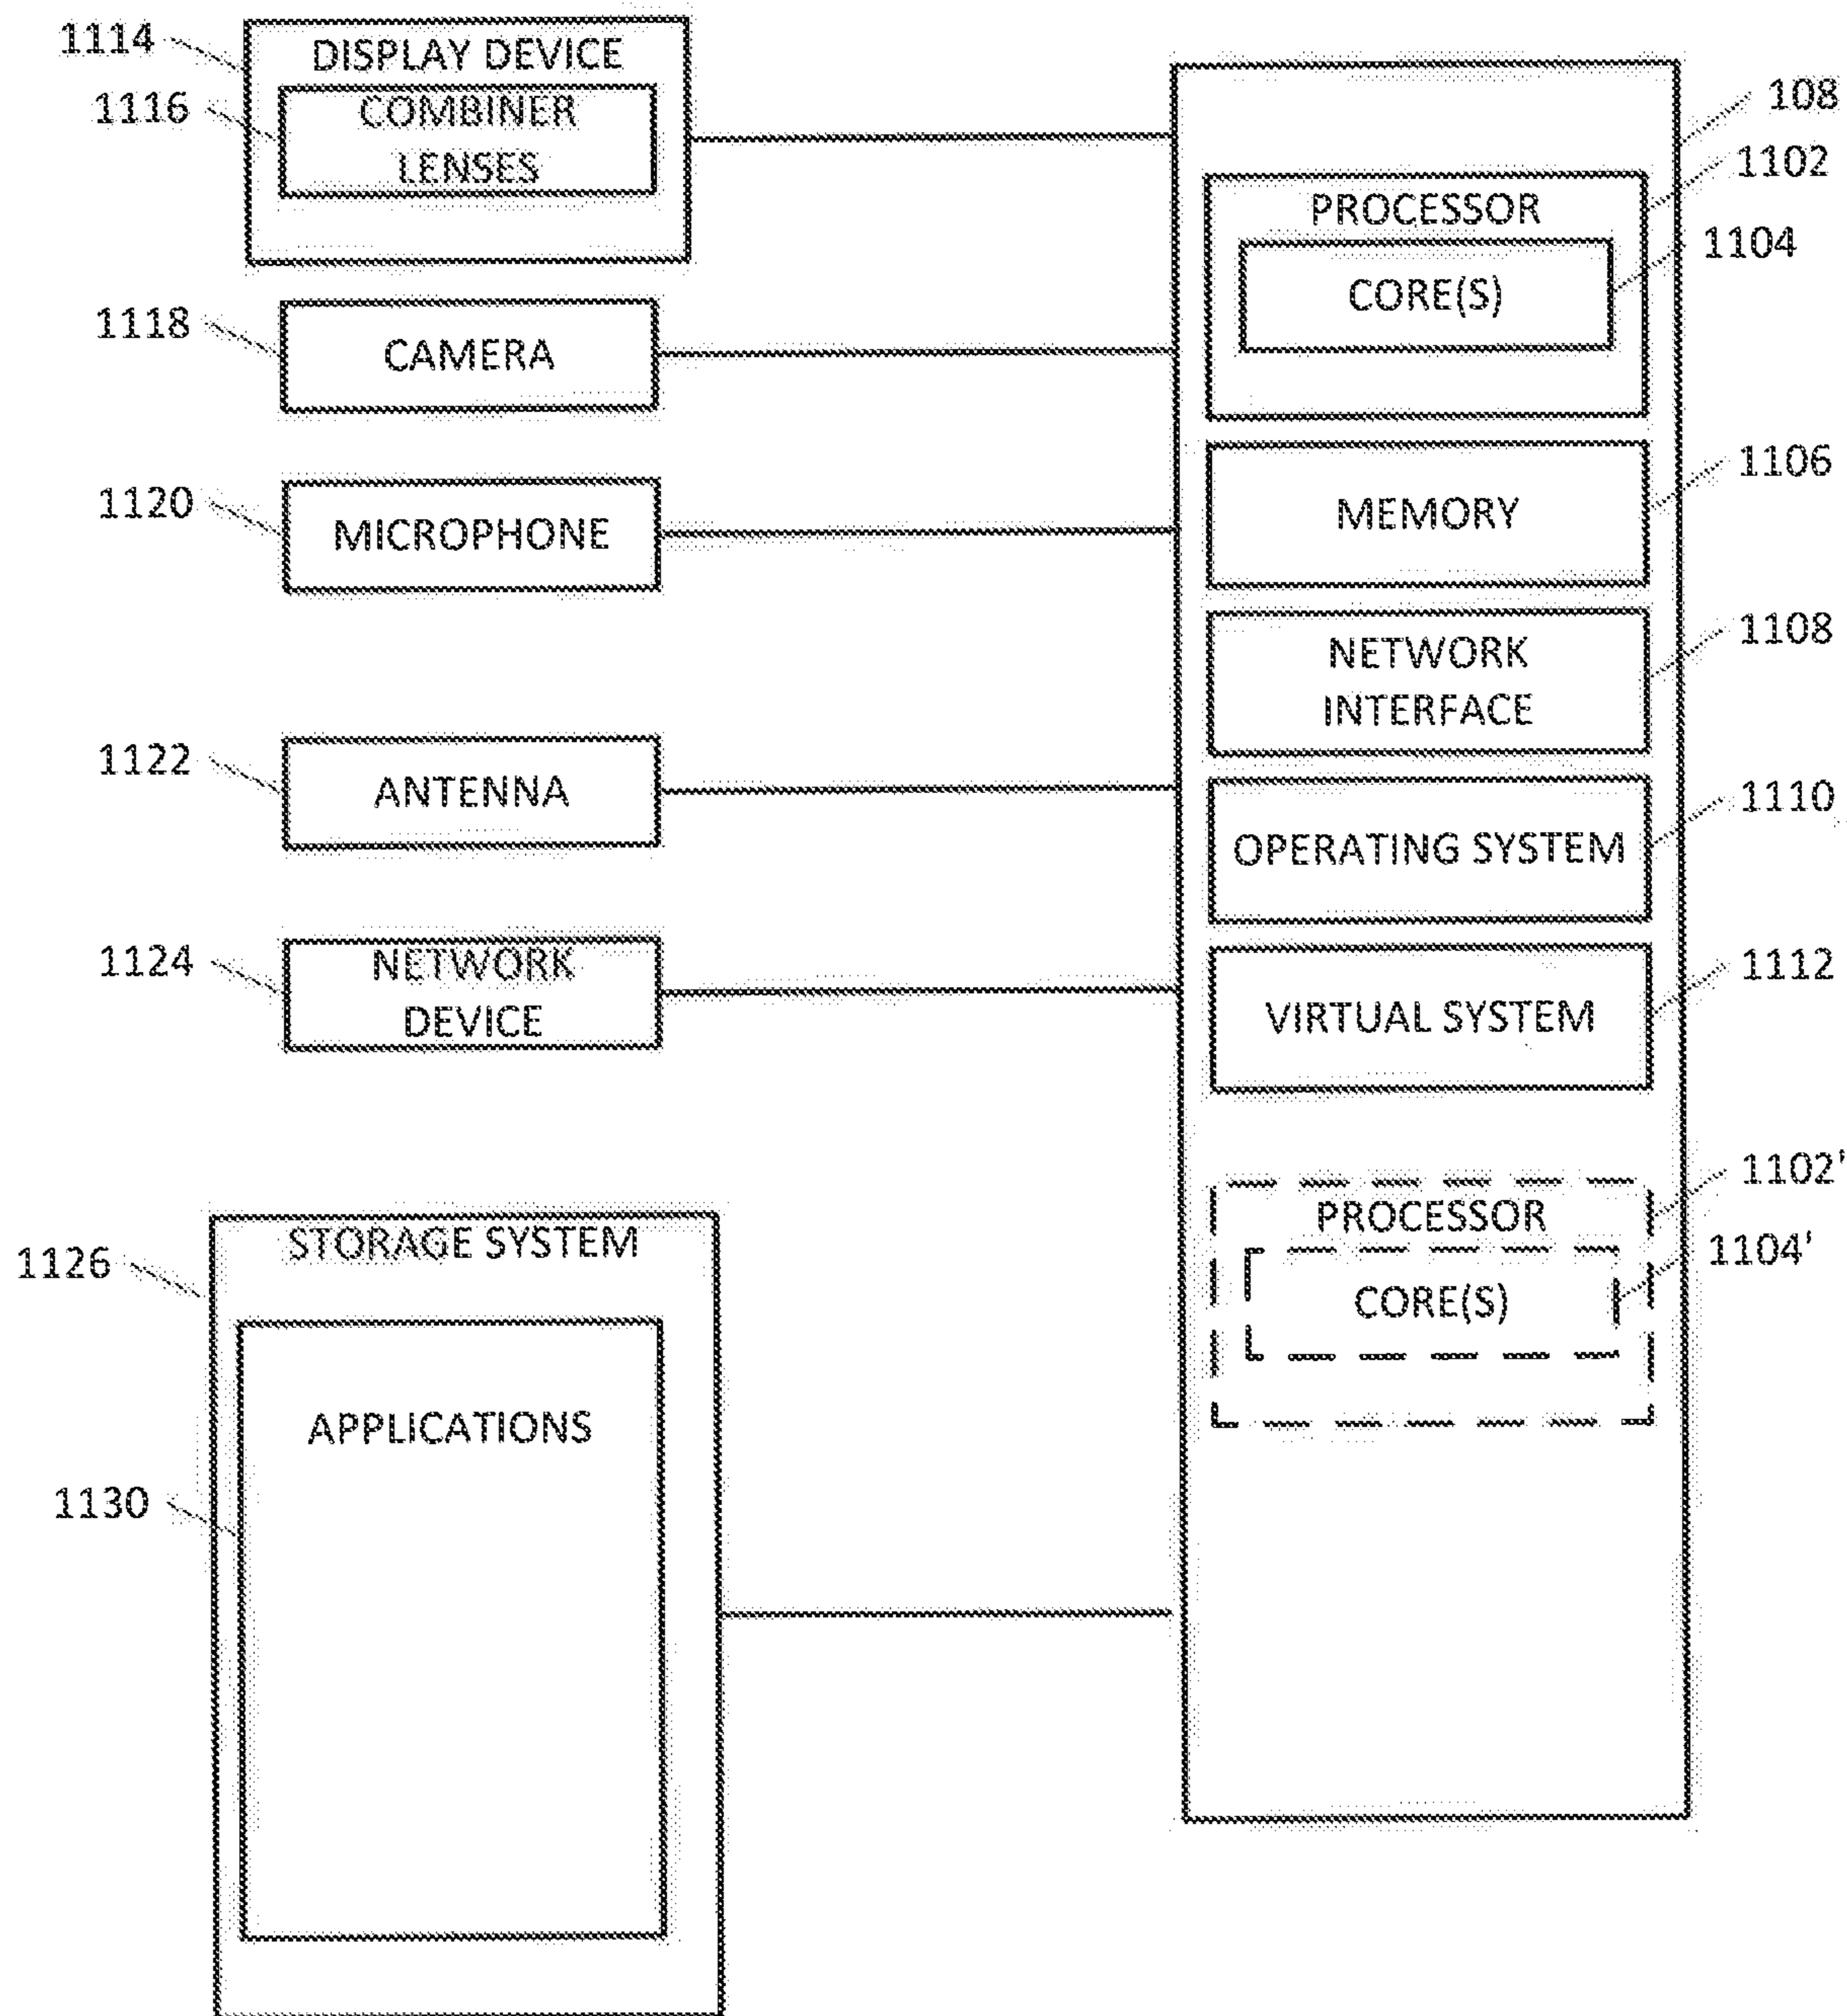 1114
DISPLAY DEVICE
1116
COMBINER
LENSES
1118
CAMERA
1120
MICROPHONE
1122
ANTENNA
1124
NETWORK
DEVICE
1126
STORAGE SYSTEM
APPLICATIONS
1130
108
1102
PROCESSOR
1104
CORE(S)
1106
MEMORY
1108
NETWORK
INTERFACE
1110
OPERATING SYSTEM
1112
VIRTUAL SYSTEM
1102'
PROCESSOR
1104'
CORE(S)